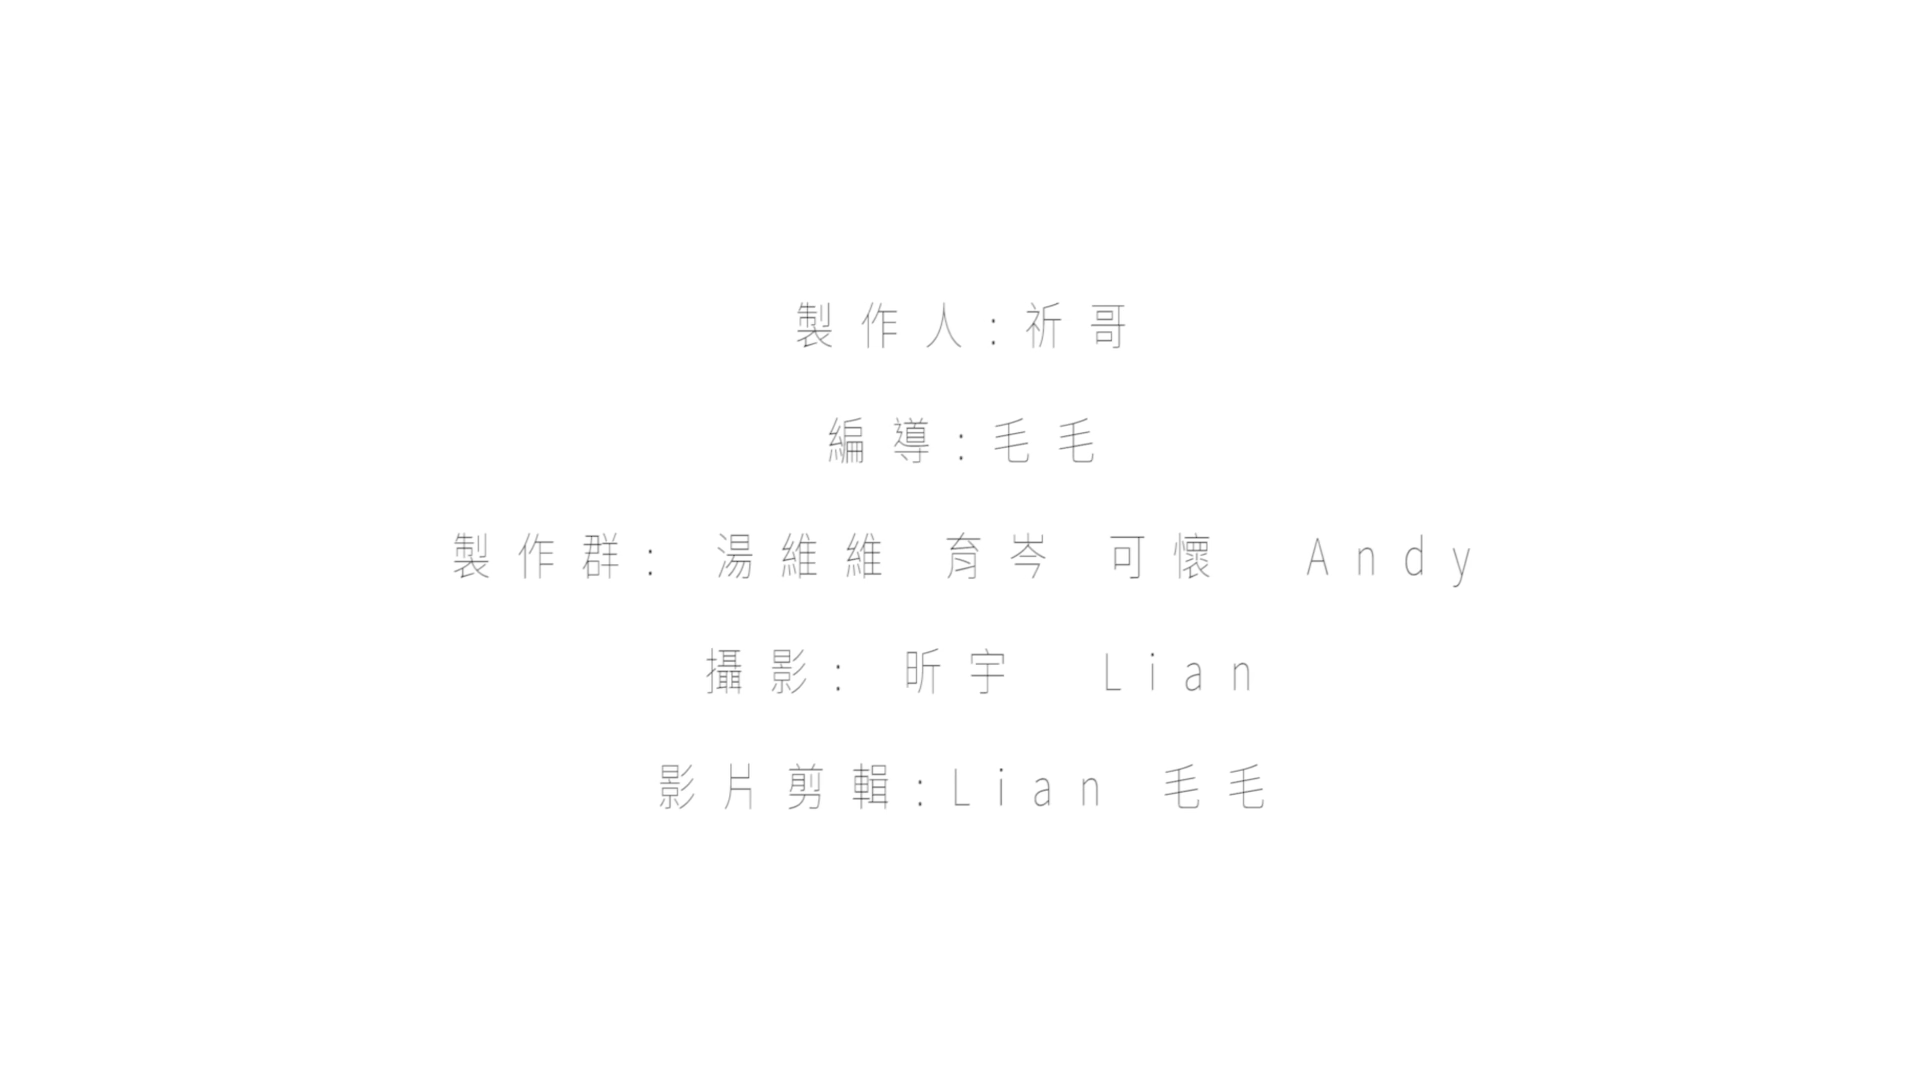 製作人:祈哥
編導:毛毛
製作群: 湯維維 育岑 可懷 Andy
攝影: 昕宇 Lian
影片剪輯:Lian 毛毛